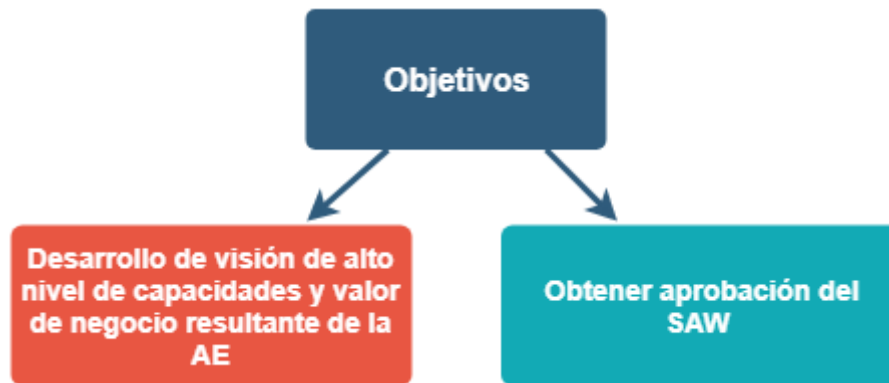 Objetivos
Desarrollo de visión de alto
nivel de capacidades y valor
de negocio resultante de la
AE
Obtener aprobación del
SAW